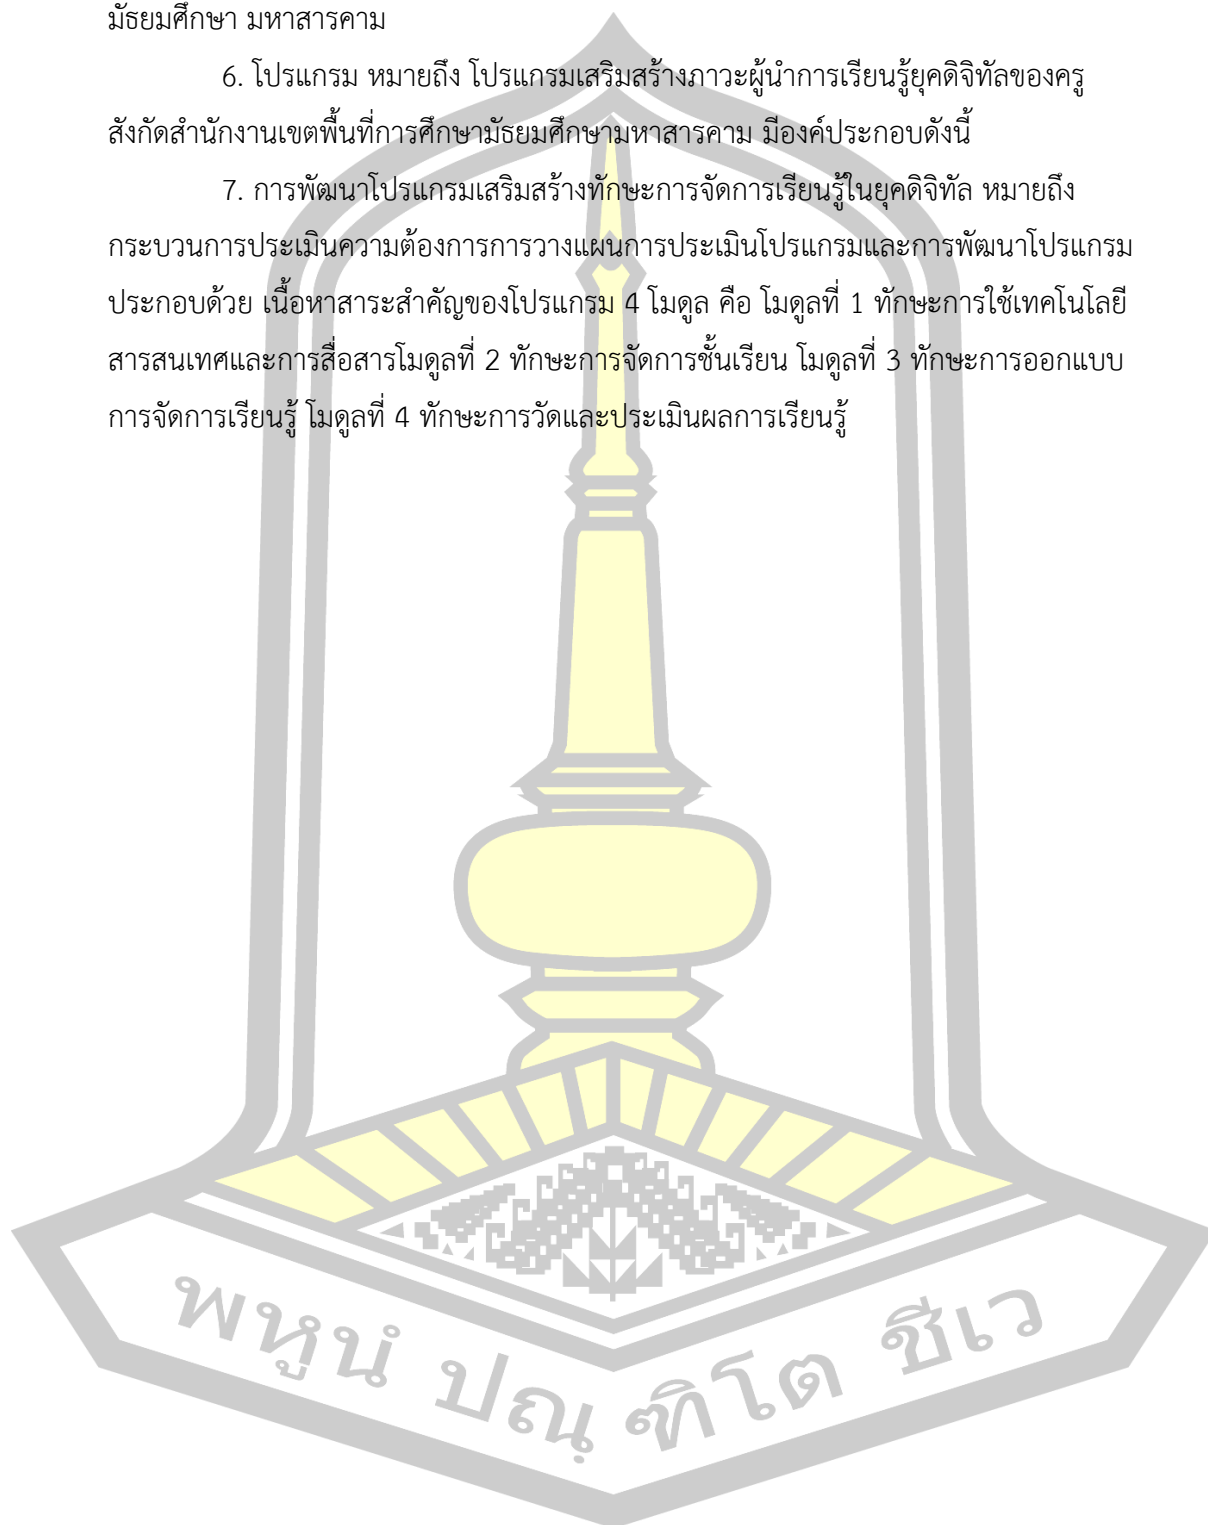 มัธยมศึกษา มหาสารคาม
6. โปรแกรม หมายถึง โปรแกรมเสริมสร้างภาวะผู้นำการเรียนรู้ยุคดิจิทัลของครู
สังกัดสำนักงานเขตพื้นที่การศึกษามัธยมศึกษามหาสารคาม มีองค์ประกอบดังนี้
7. การพัฒนาโปรแกรมเสริมสร้างทักษะการจัดการเรียนรู้ในยุคดิจิทัล หมายถึง
กระบวนการประเมินความต้องการการวางแผนการประเมินโปรแกรมและการพัฒนาโปรแกรม
ประกอบด้วย เนื้อหาสาระสำคัญของโปรแกรม 4 โมดูล คือ โมดูลที่ 1 ทักษะการใช้เทคโนโลยี
สารสนเทศและการสื่อสารโมดูลที่ 2 ทักษะการจัดการชั้นเรียน โมดูลที่ 3 ทักษะการออกแบบ
การจัดการเรียนรู้ โมดูลที่ 4 ทักษะการวัดและประเมินผลการเรียนรู้
พหูนํ ปณฺฑิโต ชีเว